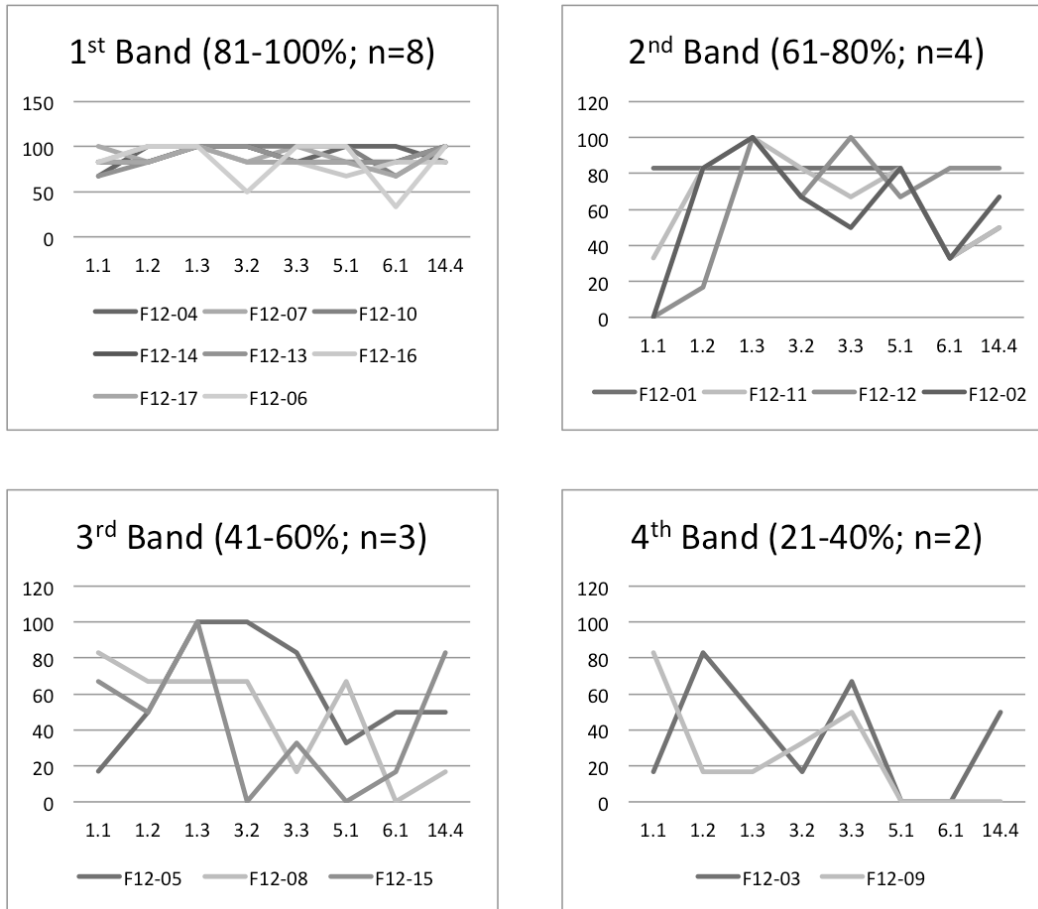 1st Band (81-100%; n=8)
150
100
50
0
1.1 1.2 1.3 3.2 3.3 5.1 6.1 14.4
F12-04 F12-07 F12-10
F12-14 F12-13 F12-16
F12-17 F12-06
2nd Band (61-80%; n=4)
120
100
80
60
40
20
0
1.1 1.2 1.3 3.2 3.3 5.1 6.1 14.4
F12-01 F12-11 F12-12 F12-02
3rd Band (41-60%; n=3)
120
100
80
60
40
20
0
1.1 1.2 1.3 3.2 3.3 5.1 6.1 14.4
F12-05 F12-08 F12-15
4th Band (21-40%; n=2)
120
100
80
60
40
20
0
1.1 1.2 1.3 3.2 3.3 5.1 6.1 14.4
F12-03 F12-09